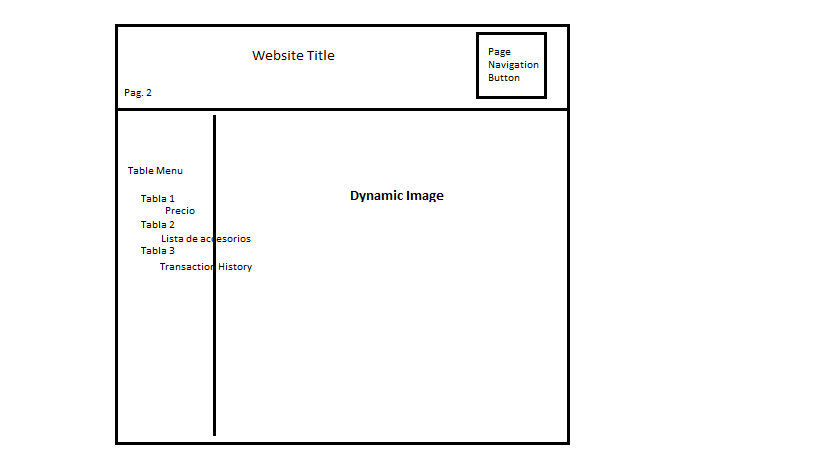 Website Title
Page
Navigation
Button
Pag. 2
Table Menu
Tabla 1
Precio
Tabla 2
Lista de accesorios
Tabla 3
Transaction History
Dynamic Image